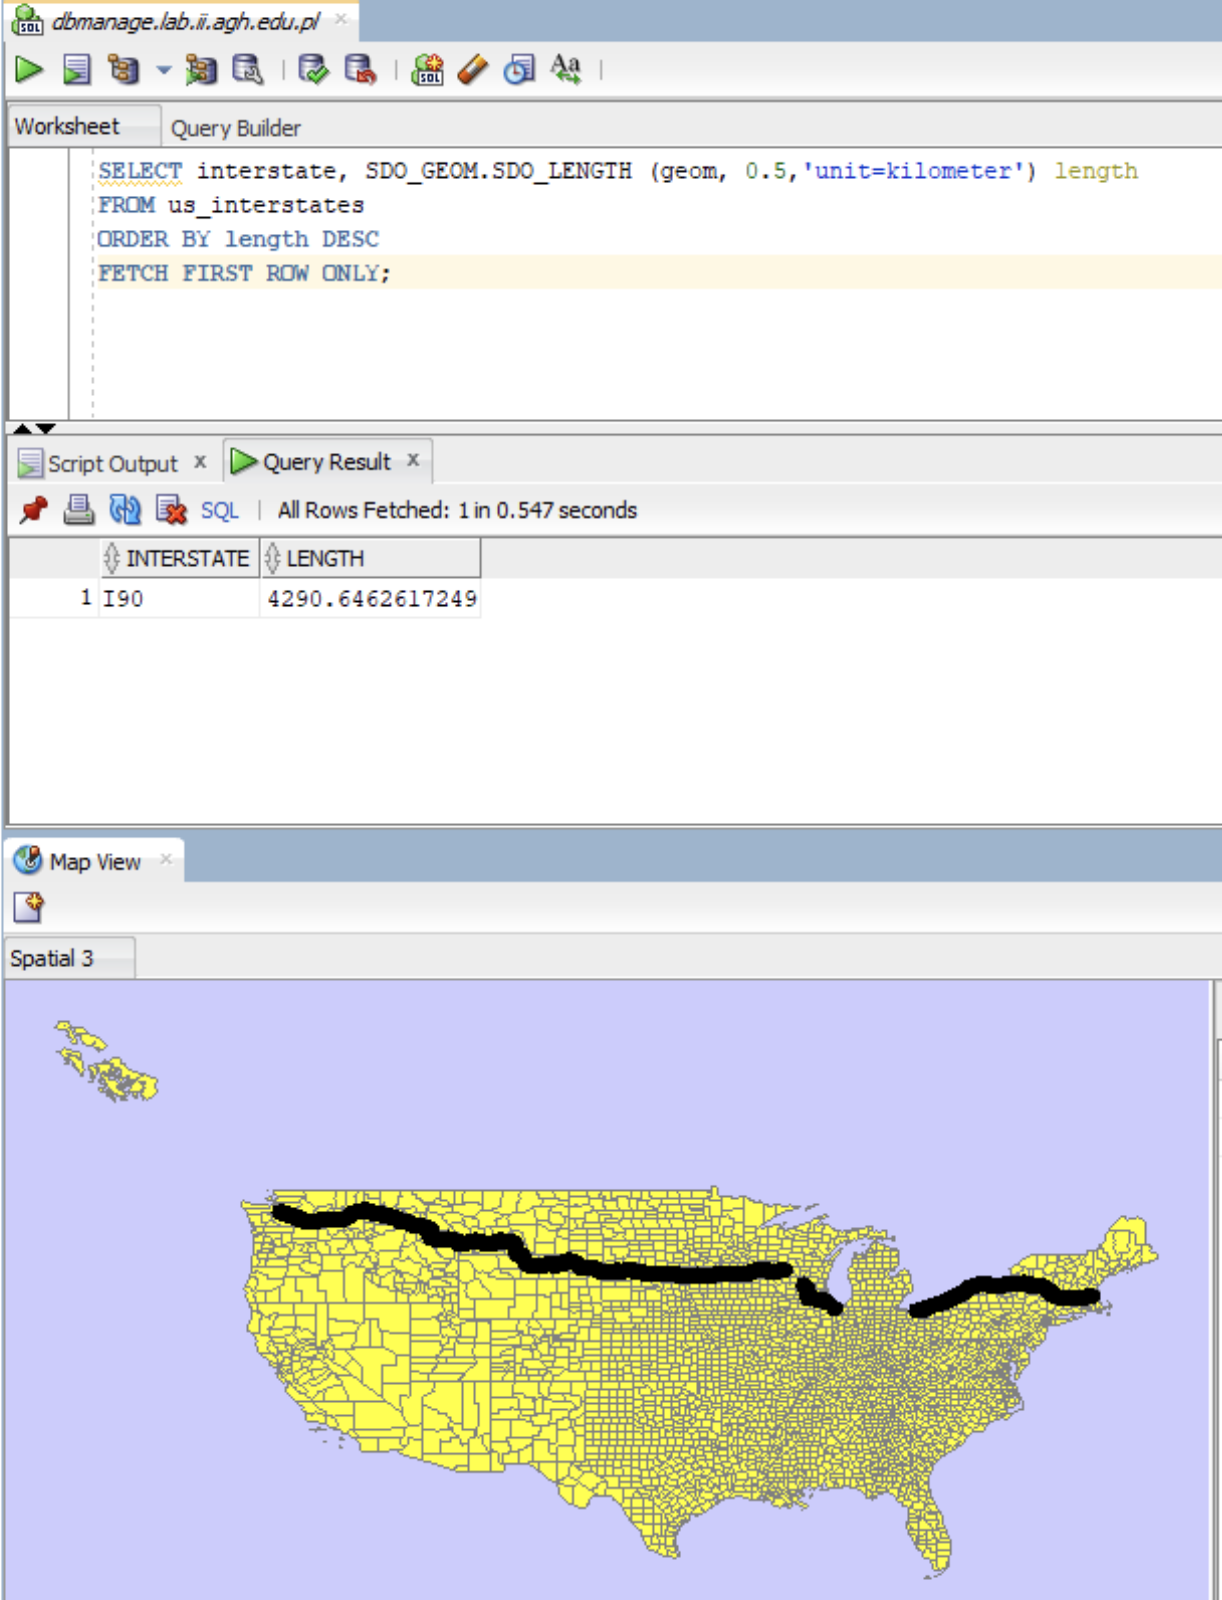 dbmanage.lab.ii.agh.edu.pl
Aa
Worksheet Query Builder
SELECT interstate, SDO_GEOM.SDO_LENGTH (geom, 0.5,'unit=kilometer') length
FROM us_interstates
ORDER BY length DESC
FETCH FIRST ROW ONLY;
Script Output x Query Result x
SQL | All Rows Fetched: 1 in 0.547 seconds
INTERSTATE LENGTH
1 I90 4290.6462617249
Map View
Spatial 3